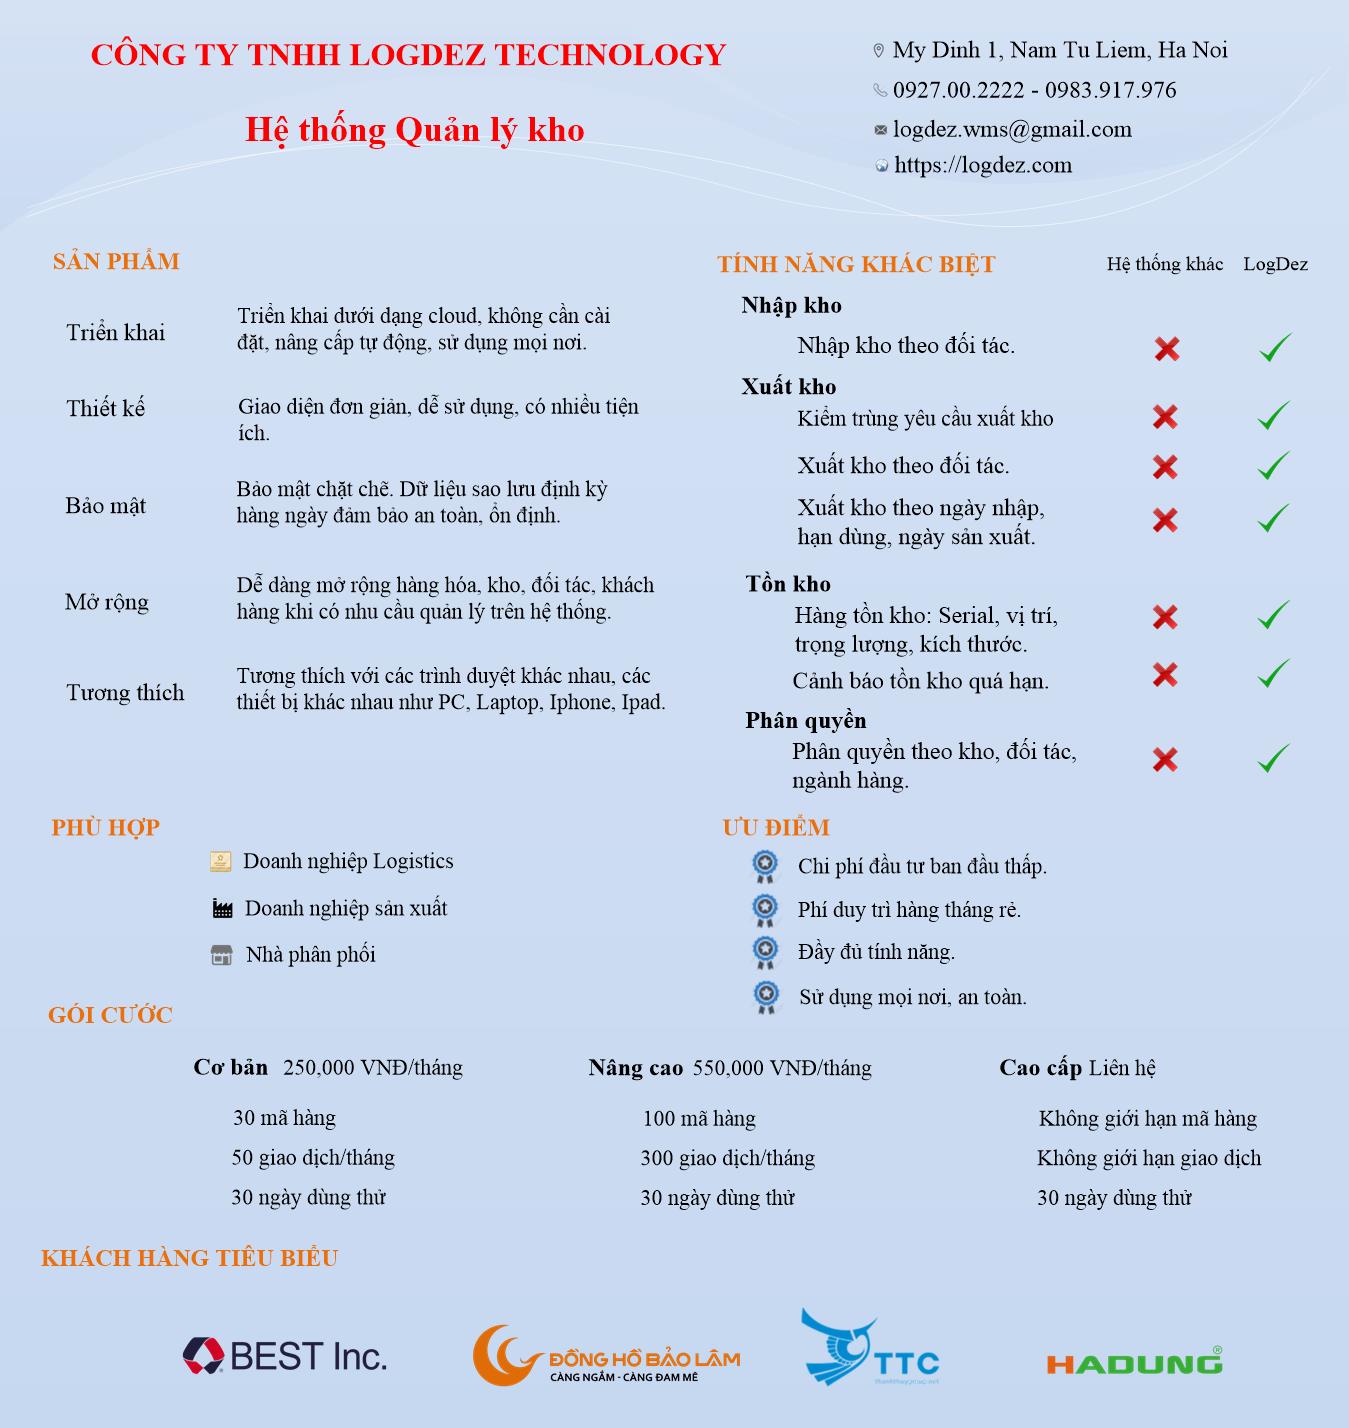 CÔNG TY TNHH LOGDEZ TECHNOLOGY
Hệ thống Quản lý kho
My Dinh 1, Nam Tu Liem, Ha Noi
0927.00.2222 - 0983.917.976
logdez.wms@gmail.com
https://logdez.com
SẢN PHẨM
Triển khai
Triển khai dưới dạng cloud, không cần cài
đặt, nâng cấp tự động, sử dụng mọi nơi.
Thiết kế
Giao diện đơn giản, dễ sử dụng, có nhiều tiện
ích.
Bảo mật
Bảo mật chặt chẽ. Dữ liệu sao lưu định kỳ
hàng ngày đảm bảo an toàn, ổn định.
Mở rộng
Dễ dàng mở rộng hàng hóa, kho, đối tác, khách
hàng khi có nhu cầu quản lý trên hệ thống.
Tương thích
Tương thích với các trình duyệt khác nhau, các
thiết bị khác nhau như PC, Laptop, Iphone, Ipad.
TÍNH NĂNG KHÁC BIỆT
Hệ thống khác
LogDez
Nhập kho
Nhập kho theo đối tác.
Xuất kho
Kiểm trùng yêu cầu xuất kho
Xuất kho theo đối tác.
Xuất kho theo ngày nhập,
hạn dùng, ngày sản xuất.
Tồn kho
Hàng tồn kho: Serial, vị trí,
trọng lượng, kích thước.
Cảnh báo tồn kho quá hạn.
Phân quyền
Phân quyền theo kho, đối tác,
ngành hàng.
PHÙ HỢP
Doanh nghiệp Logistics
Doanh nghiệp sản xuất
Nhà phân phối
ƯU ĐIỂM
Chi phí đầu tư ban đầu thấp.
Phí duy trì hàng tháng rẻ.
Đầy đủ tính năng.
Sử dụng mọi nơi, an toàn.
GÓI CƯỚC
Cơ bản 250,000 VNĐ/tháng
30 mã hàng
50 giao dịch/tháng
30 ngày dùng thử
Nâng cao 550,000 VNĐ/tháng
100 mã hàng
300 giao dịch/tháng
30 ngày dùng thử
Cao cấp Liên hệ
Không giới hạn mã hàng
Không giới hạn giao dịch
30 ngày dùng thử
KHÁCH HÀNG TIÊU BIỂU
BEST Inc.
ĐỒNG HỒ BẢO LÂM
CÀNG NGẮM - CÀNG ĐAM MÊ
TTC
HADUNG®